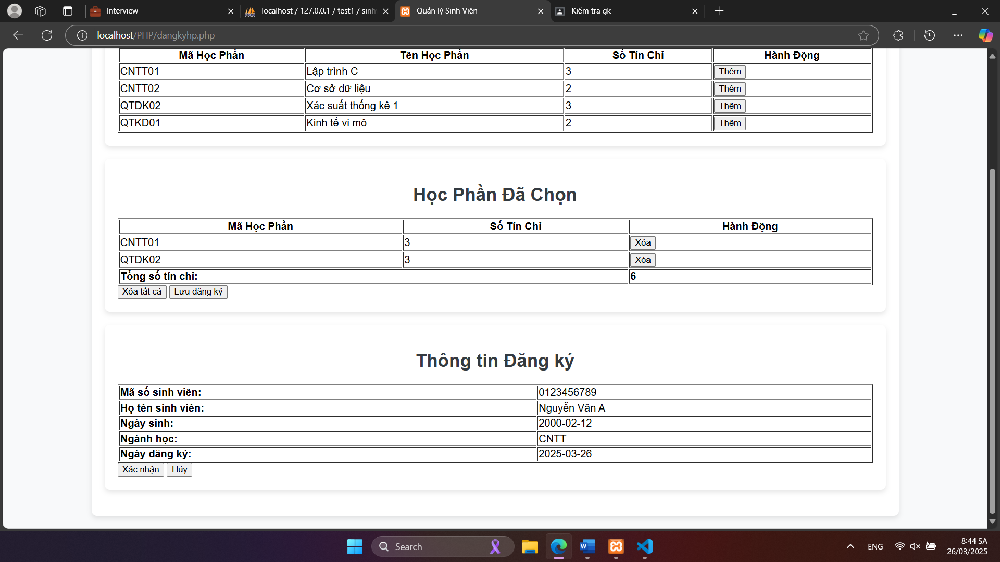 Interview
localhost / 127.0.0.1 / test1 / sinh
Quản lý Sinh Viên
Kiểm tra gk
localhost/PHP/dangkyhp.php
Mã Học Phần Tên Học Phần Số Tín Chỉ Hành Động
CNTT01 Lập trình C 3 Thêm
CNTT02 Cơ sở dữ liệu 2 Thêm
QTDK02 Xác suất thống kê 1 3 Thêm
QTKD01 Kinh tế vi mô 2 Thêm
Học Phần Đã Chọn
Mã Học Phần Số Tín Chỉ Hành Động
CNTT01 3 Xóa
QTDK02 3 Xóa
Tổng số tín chỉ: 6
Xóa tất cả Lưu đăng ký
Thông tin Đăng ký
Mã số sinh viên: 0123456789
Họ tên sinh viên: Nguyễn Văn A
Ngày sinh: 2000-02-12
Ngành học: CNTT
Ngày đăng ký: 2025-03-26
Xác nhận Hủy
Search
ENG
8:44 SA
26/03/2025